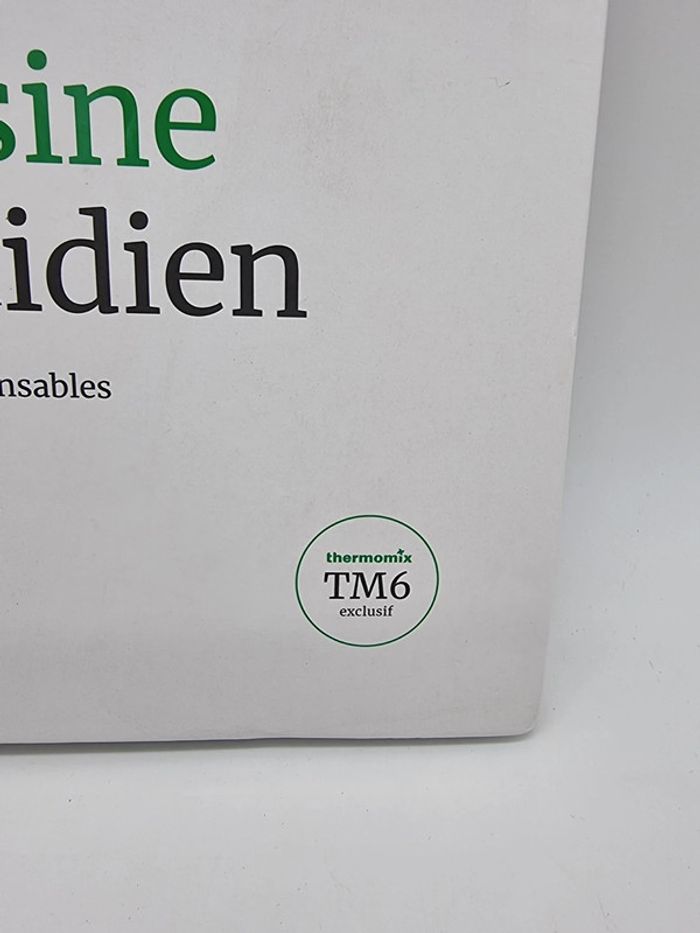 sine
idien
nsables
thermomix
TM6
exclusif